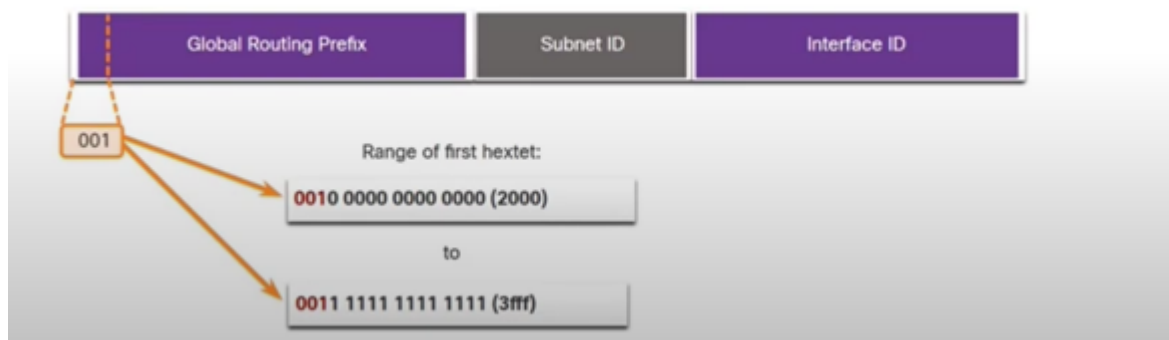 Global Routing Prefix Subnet ID Interface ID
001
Range of first hextet:
0010 0000 0000 0000 (2000)
to
0011 1111 1111 1111 (3fff)